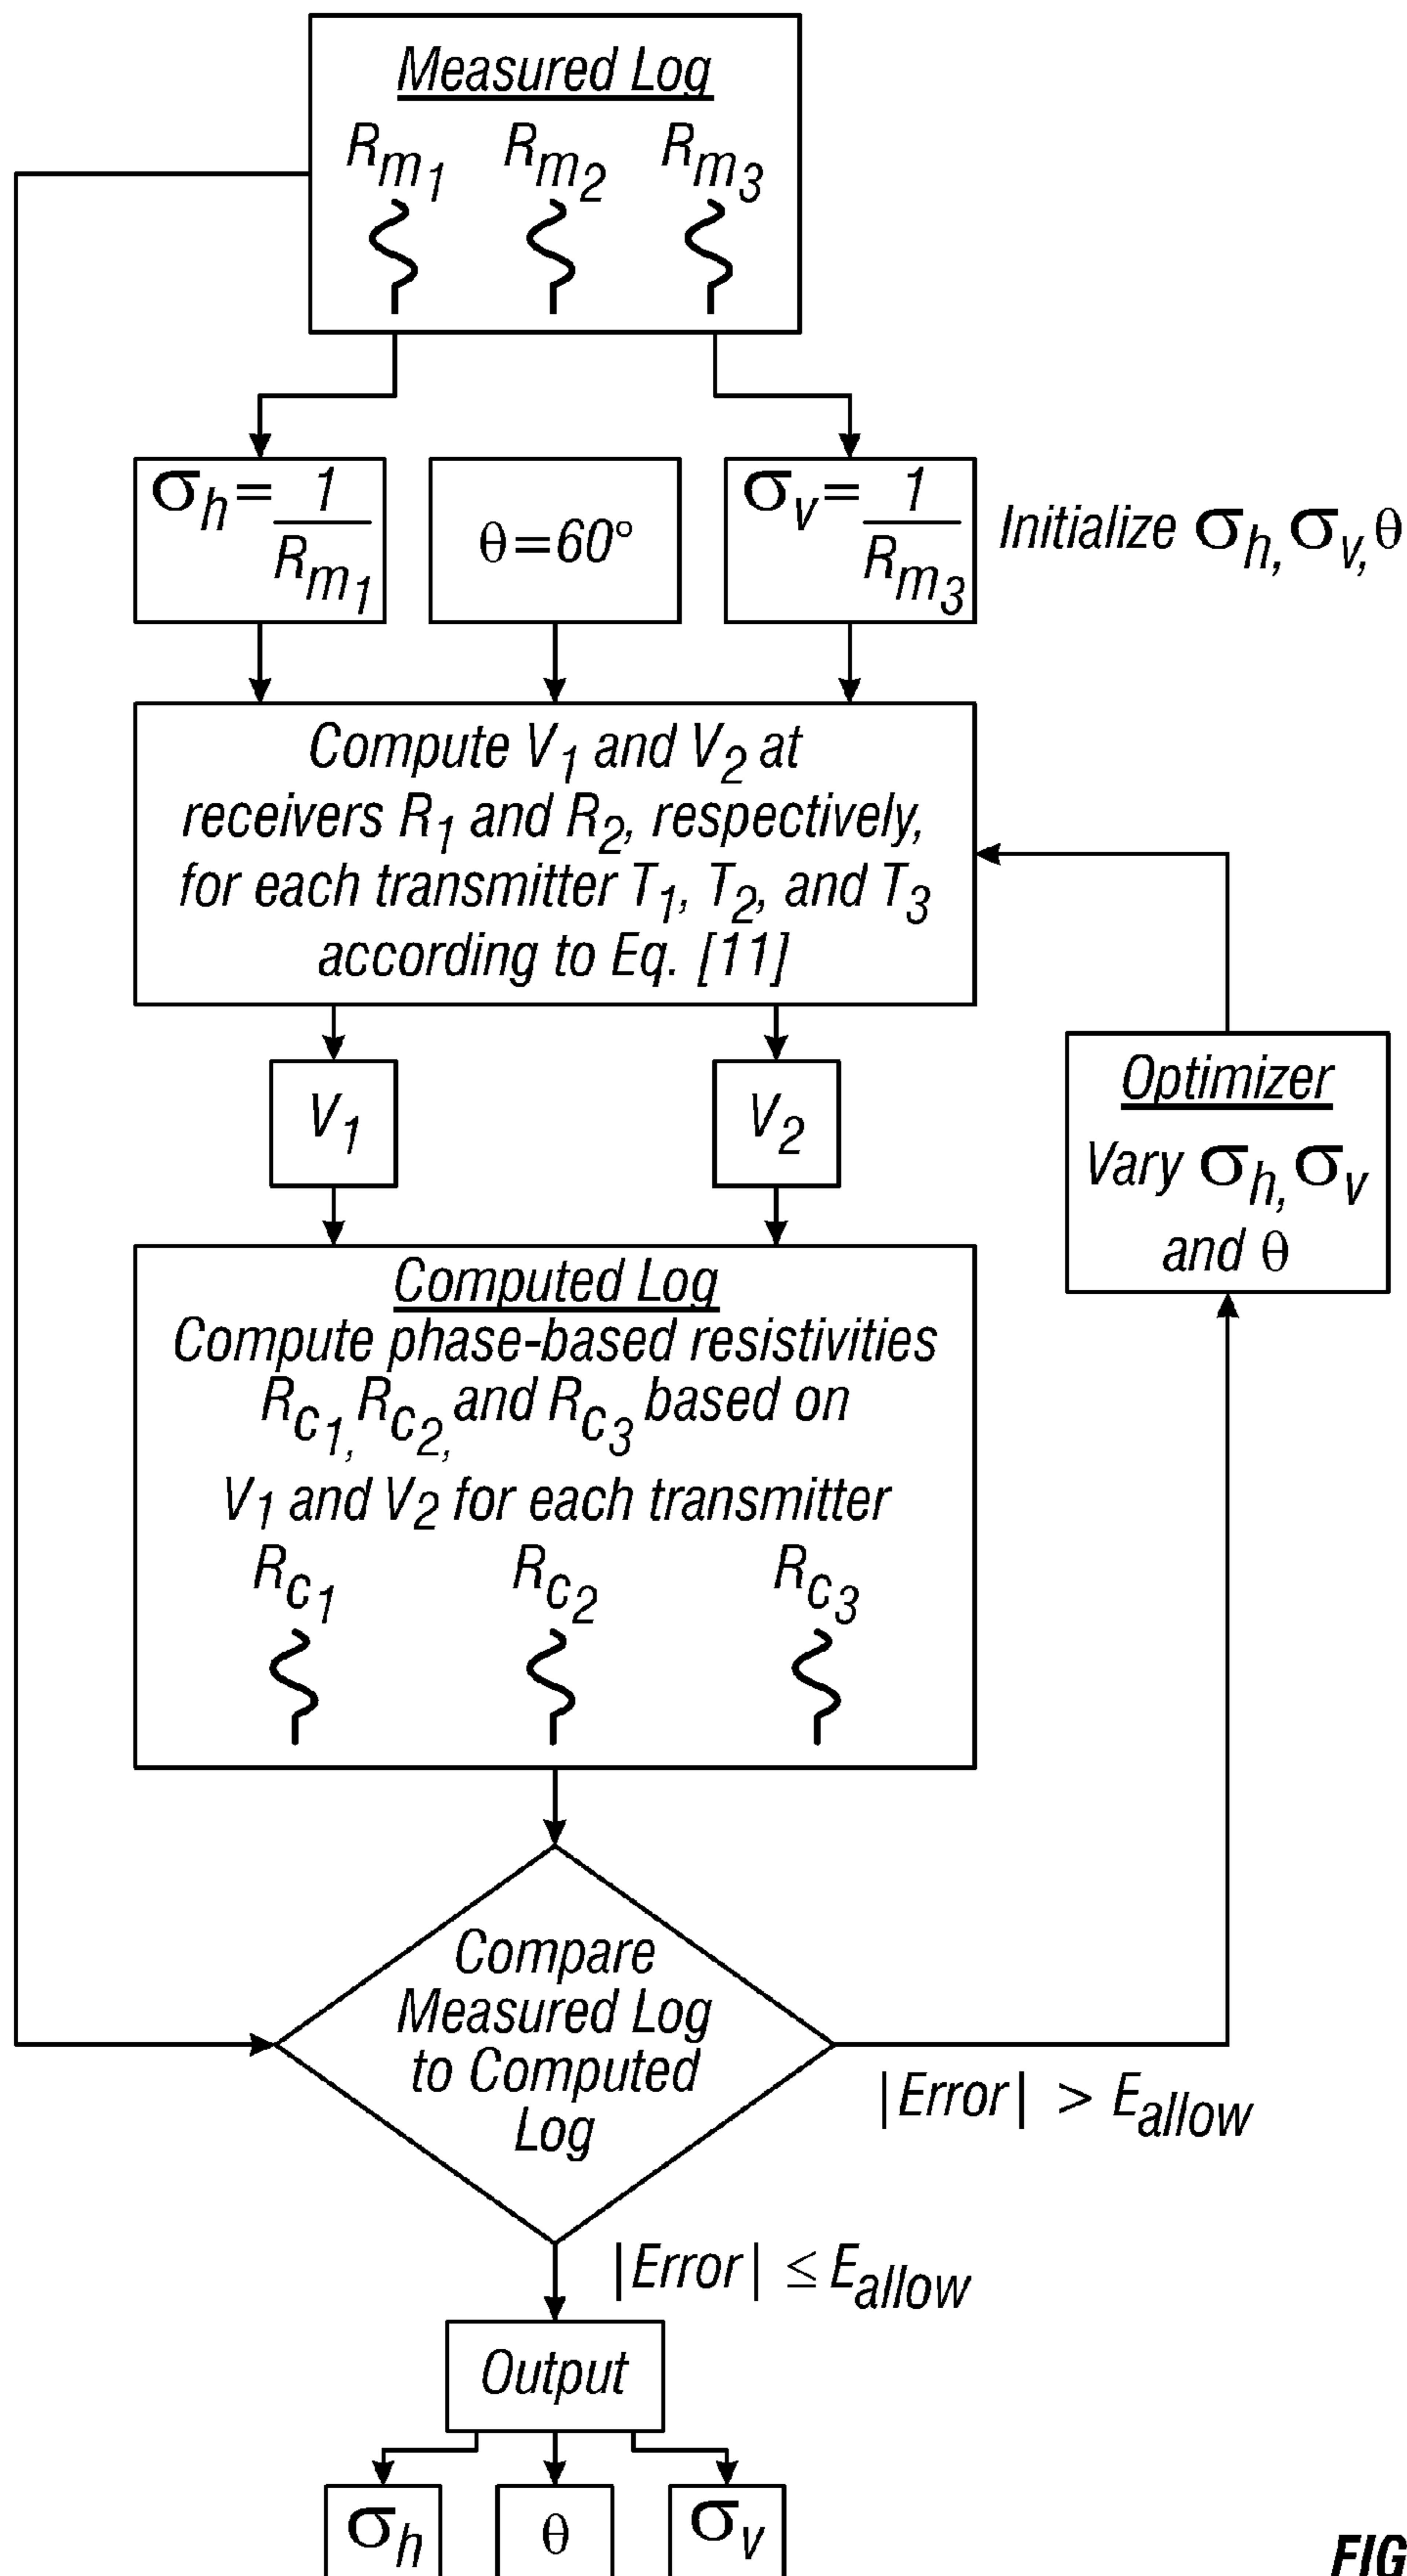 Measured Log
Rm1 Rm2 Rm3
σh= 1/Rm1
θ=60°
σv= 1/Rm3
Initialize σh, σv, θ
Compute V1 and V2 at
receivers R1 and R2, respectively,
for each transmitter T1, T2, and T3
according to Eq. [11]
V1
V2
Optimizer
Vary σh, σv
and θ
Computed Log
Compute phase-based resistivities
Rc1, Rc2, and Rc3 based on
V1 and V2 for each transmitter
Rc1 Rc2 Rc3
Compare
Measured Log
to Computed
Log
|Error| > Eallow
|Error| ≤ Eallow
Output
σh
θ
σv
FIG